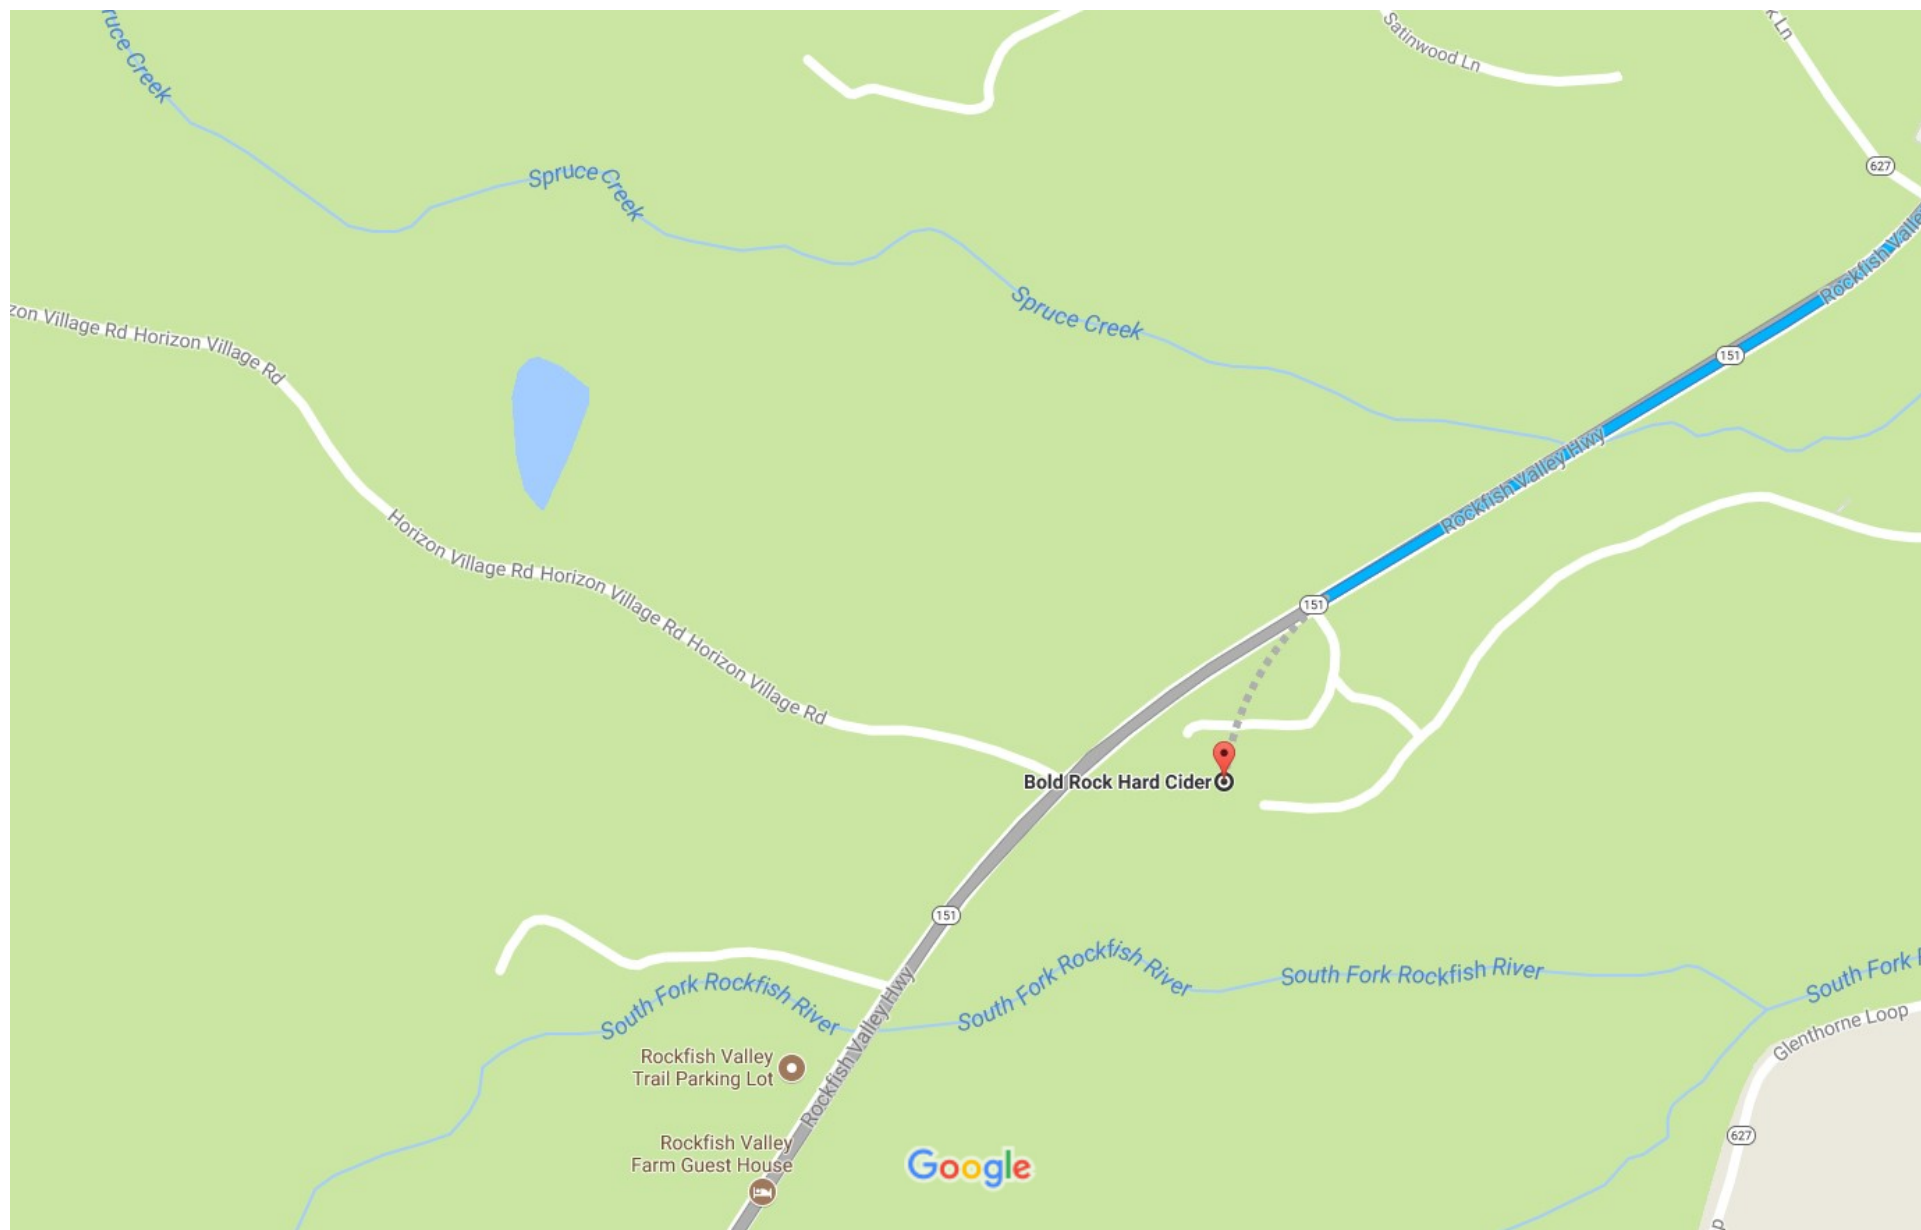 ruce Creek
Satinwood Ln
k Ln
627
Spruce Creek
Rockfish Valle
Spruce Creek
zon Village Rd Horizon Village Rd
151
Rockfish Valley Hwy
Horizon Village Rd Horizon Village Rd Horizon Village Rd
151
Bold Rock Hard Cider
151
South Fork Rockfish River
South Fork Rockfish River
South Fork Rockfish River
South Fork
Glenthorne Loop
Rockfish Valley Hwy
Rockfish Valley
Trail Parking Lot
627
Rockfish Valley
Farm Guest House
Google